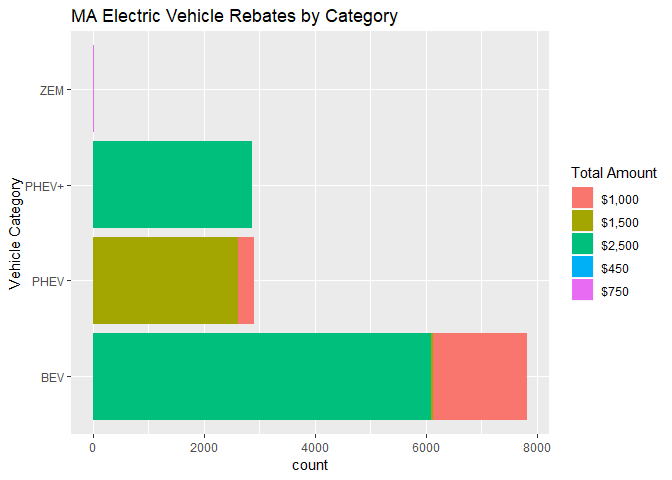 MA Electric Vehicle Rebates by Category
ZEM
PHEV+
PHEV
BEV
Vehicle Category
0 2000 4000 6000 8000
count
Total Amount
$1,000
$1,500
$2,500
$450
$750